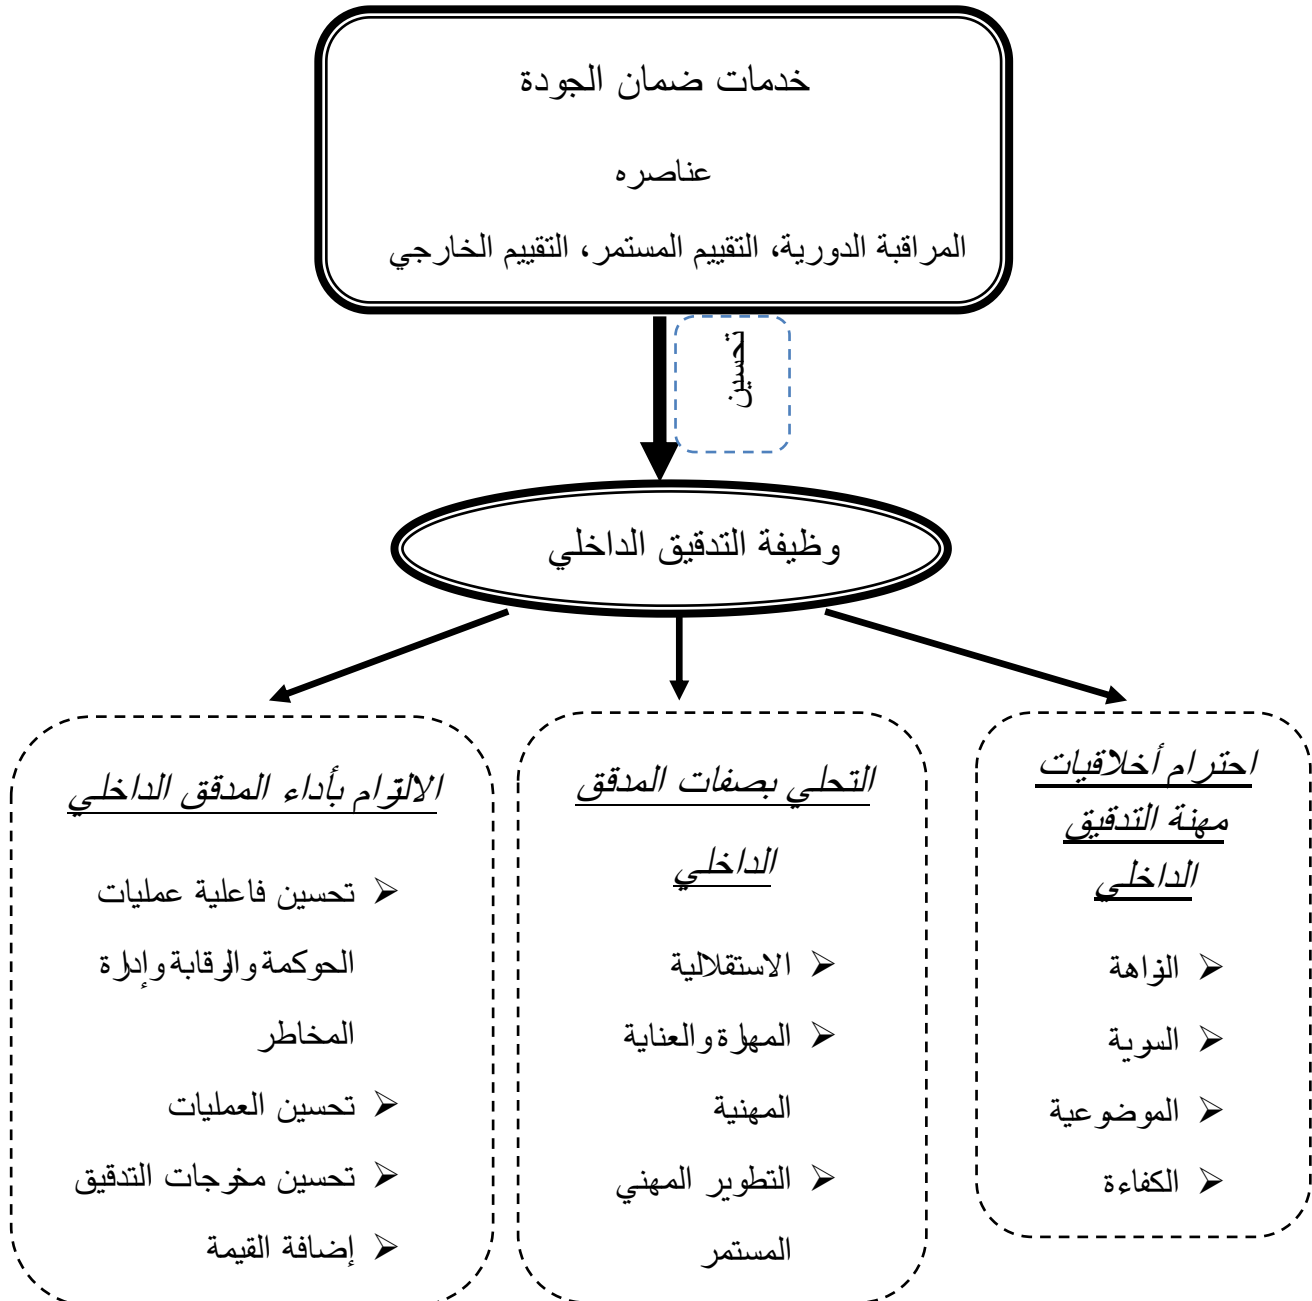 خدمات ضمان الجودة
عناصره
المراقبة الدورية، التقييم المستمر، التقييم الخارجي
تحسين
وظيفة التدقيق الداخلي
احترام أخلاقيات
مهنة التدقيق
الداخلي
النزاهة
السرية
الموضوعية
الكفاءة
التحلي بصفات المدقق
الداخلي
الاستقلالية
المهارة والعناية
المهنية
التطوير المهني
المستمر
الالتزام بأداء المدقق الداخلي
تحسين فاعلية عمليات
الحوكمة والرقابة وإدارة
المخاطر
تحسين العمليات
تحسين مخرجات التدقيق
إضافة القيمة